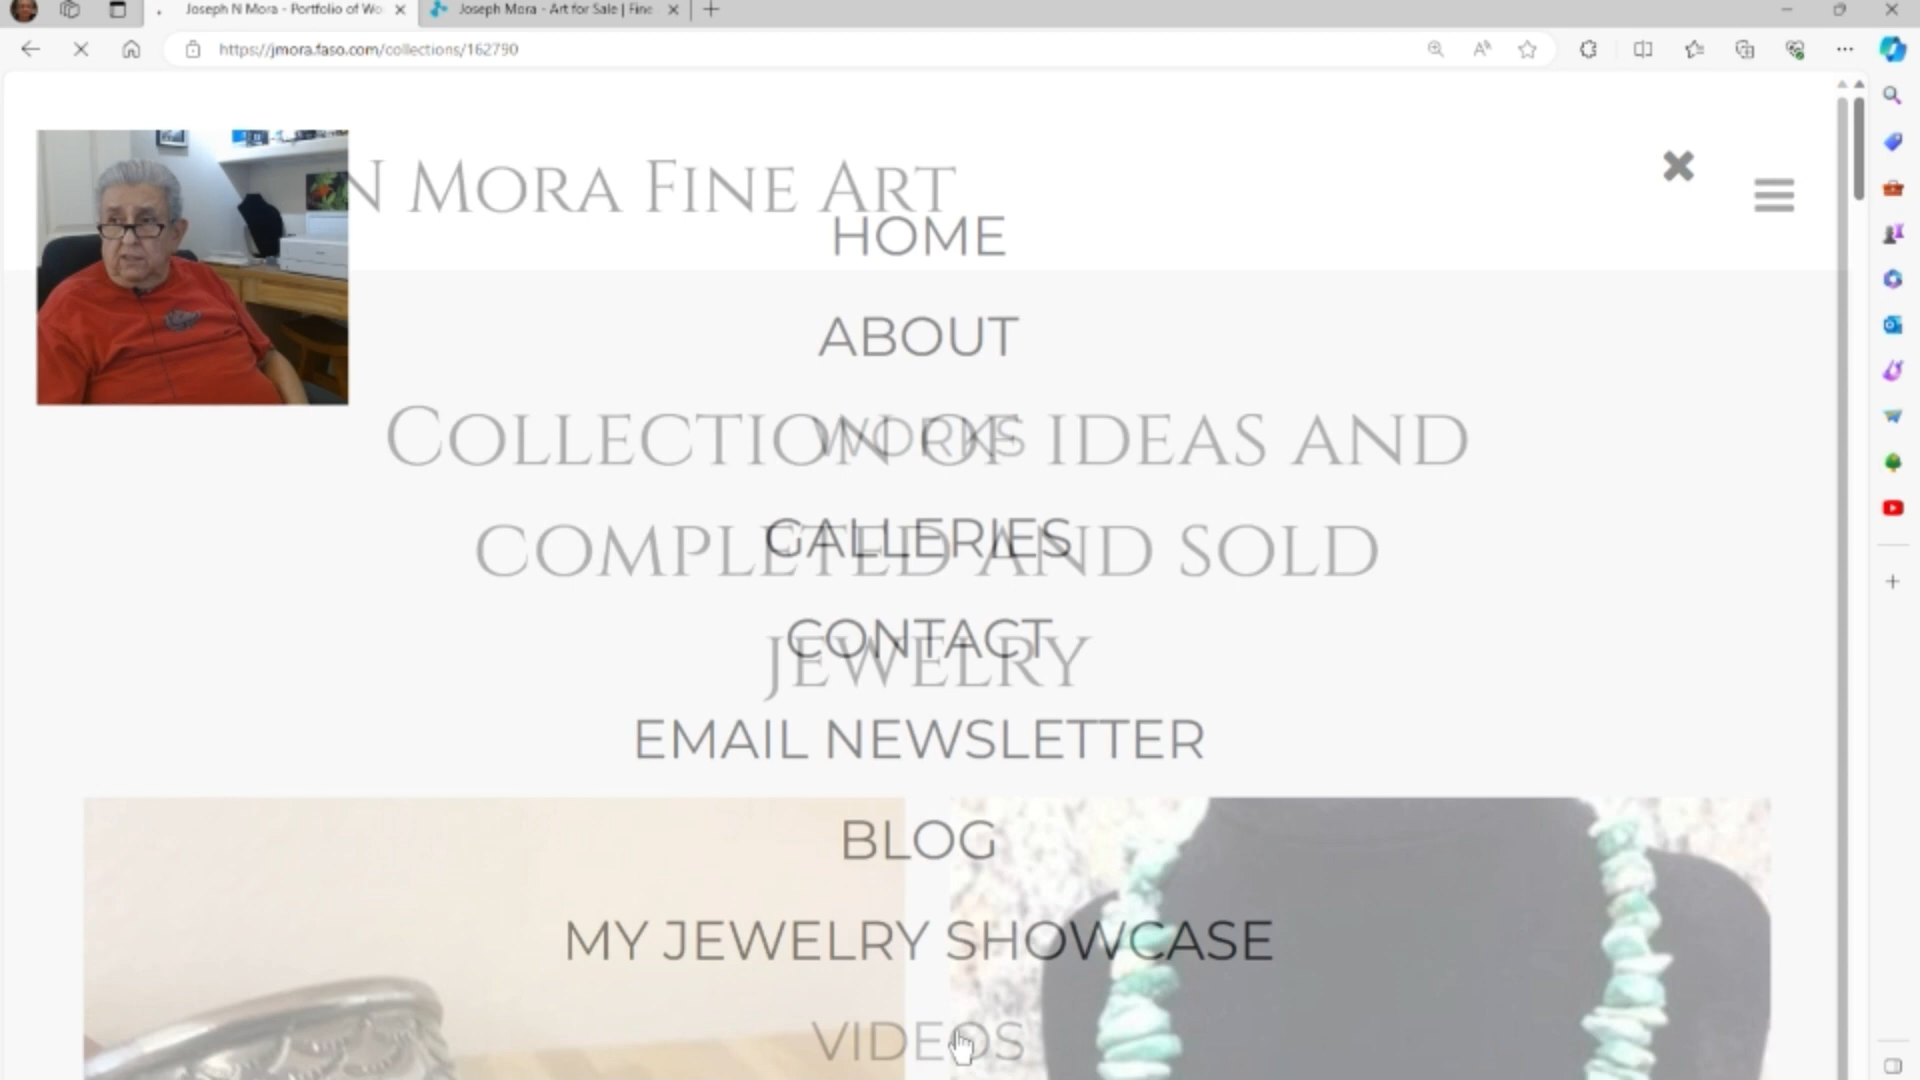 Joseph N Mora - Portfolio of Wo
Joseph Mora - Art for Sale | Fine
https://jmora.faso.com/collections/162790
N Mora Fine Art
HOME
ABOUT
Collection of ideas and
WORKS
GALLERIES
completed and sold
CONTACT
jewelry
EMAIL NEWSLETTER
BLOG
MY JEWELRY SHOWCASE
VIDEOS